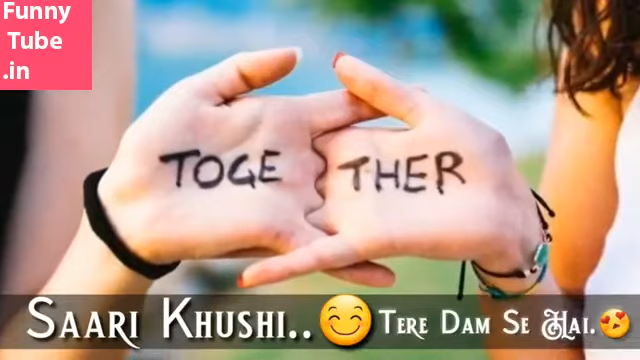 Funny
Tube
.in
TOGE THER
Saari Khushi..😊 Tere Dam Se Hai.😍